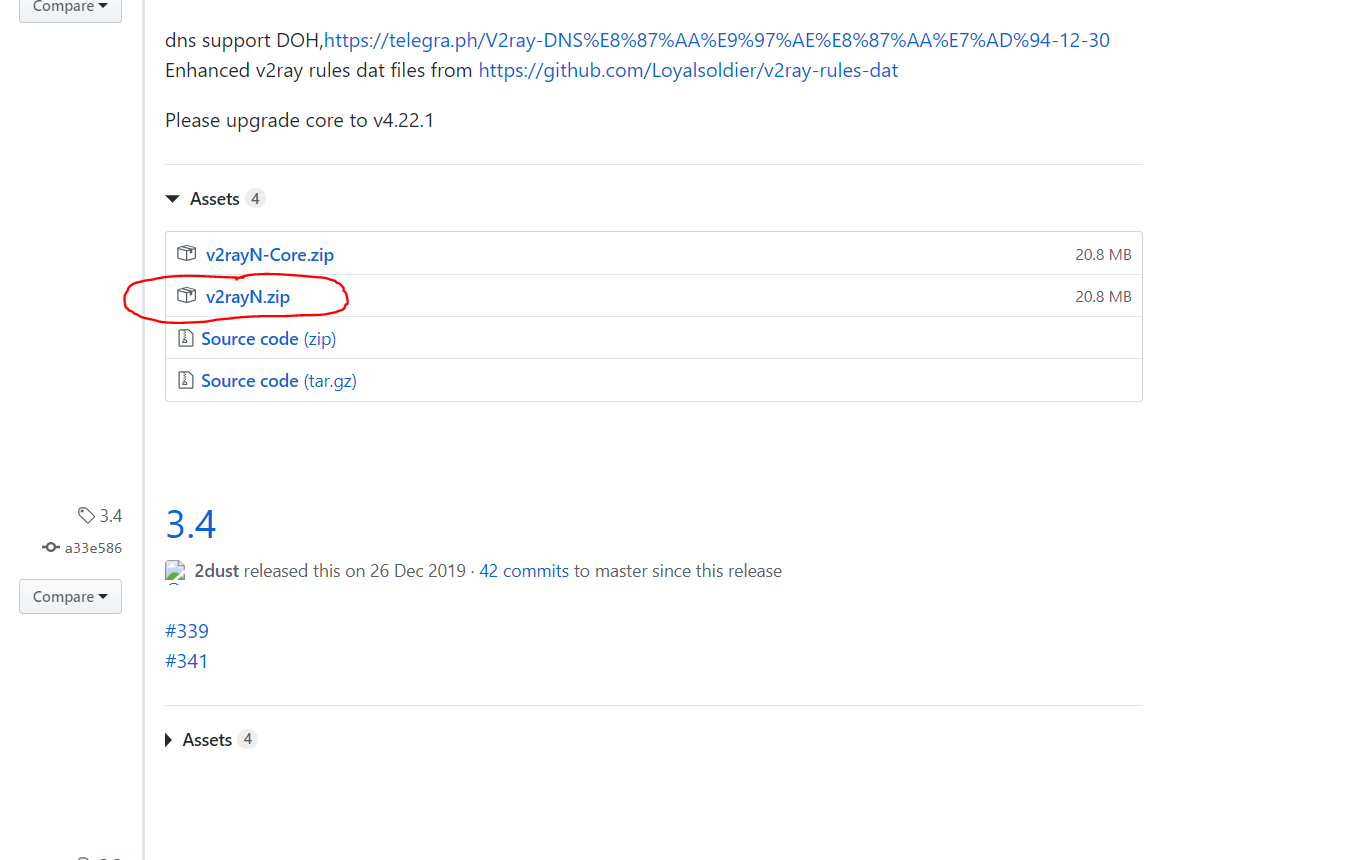 Compare
dns support DOH,https://telegra.ph/V2ray-DNS%E8%87%AA%E9%97%AE%E8%87%AA%E7%AD%94-12-30
Enhanced v2ray rules dat files from https://github.com/Loyalsoldier/v2ray-rules-dat
Please upgrade core to v4.22.1
Assets 4
v2rayN-Core.zip 20.8 MB
v2rayN.zip 20.8 MB
Source code (zip)
Source code (tar.gz)
3.4
3.4
a33e586
2dust released this on 26 Dec 2019 · 42 commits to master since this release
Compare
#339
#341
Assets 4